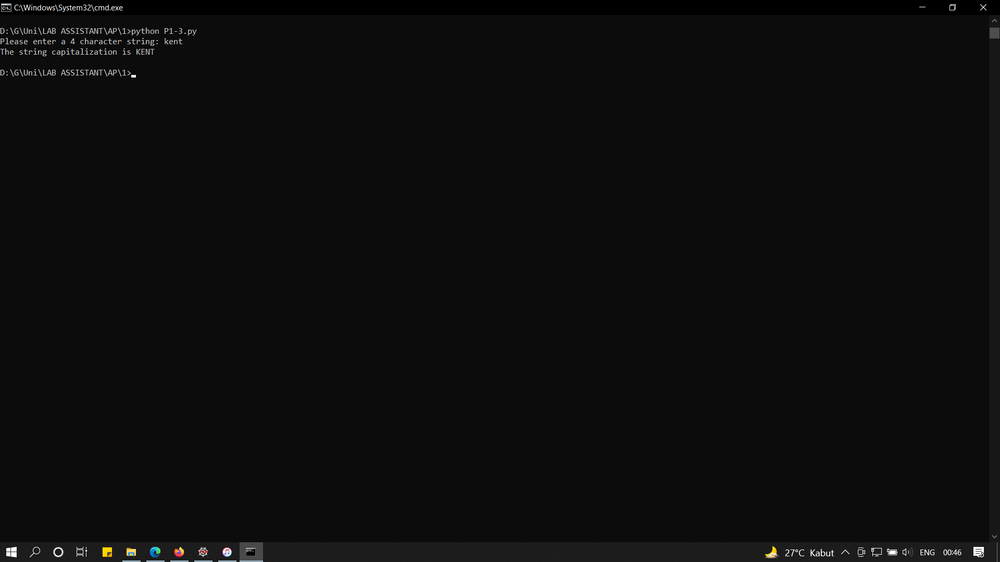 C:\Windows\System32\cmd.exe
D:\G\Uni\LAB ASSISTANT\AP\1>python P1-3.py
Please enter a 4 character string: kent
The string capitalization is KENT
D:\G\Uni\LAB ASSISTANT\AP\1>
27°C Kabut ENG 00:46